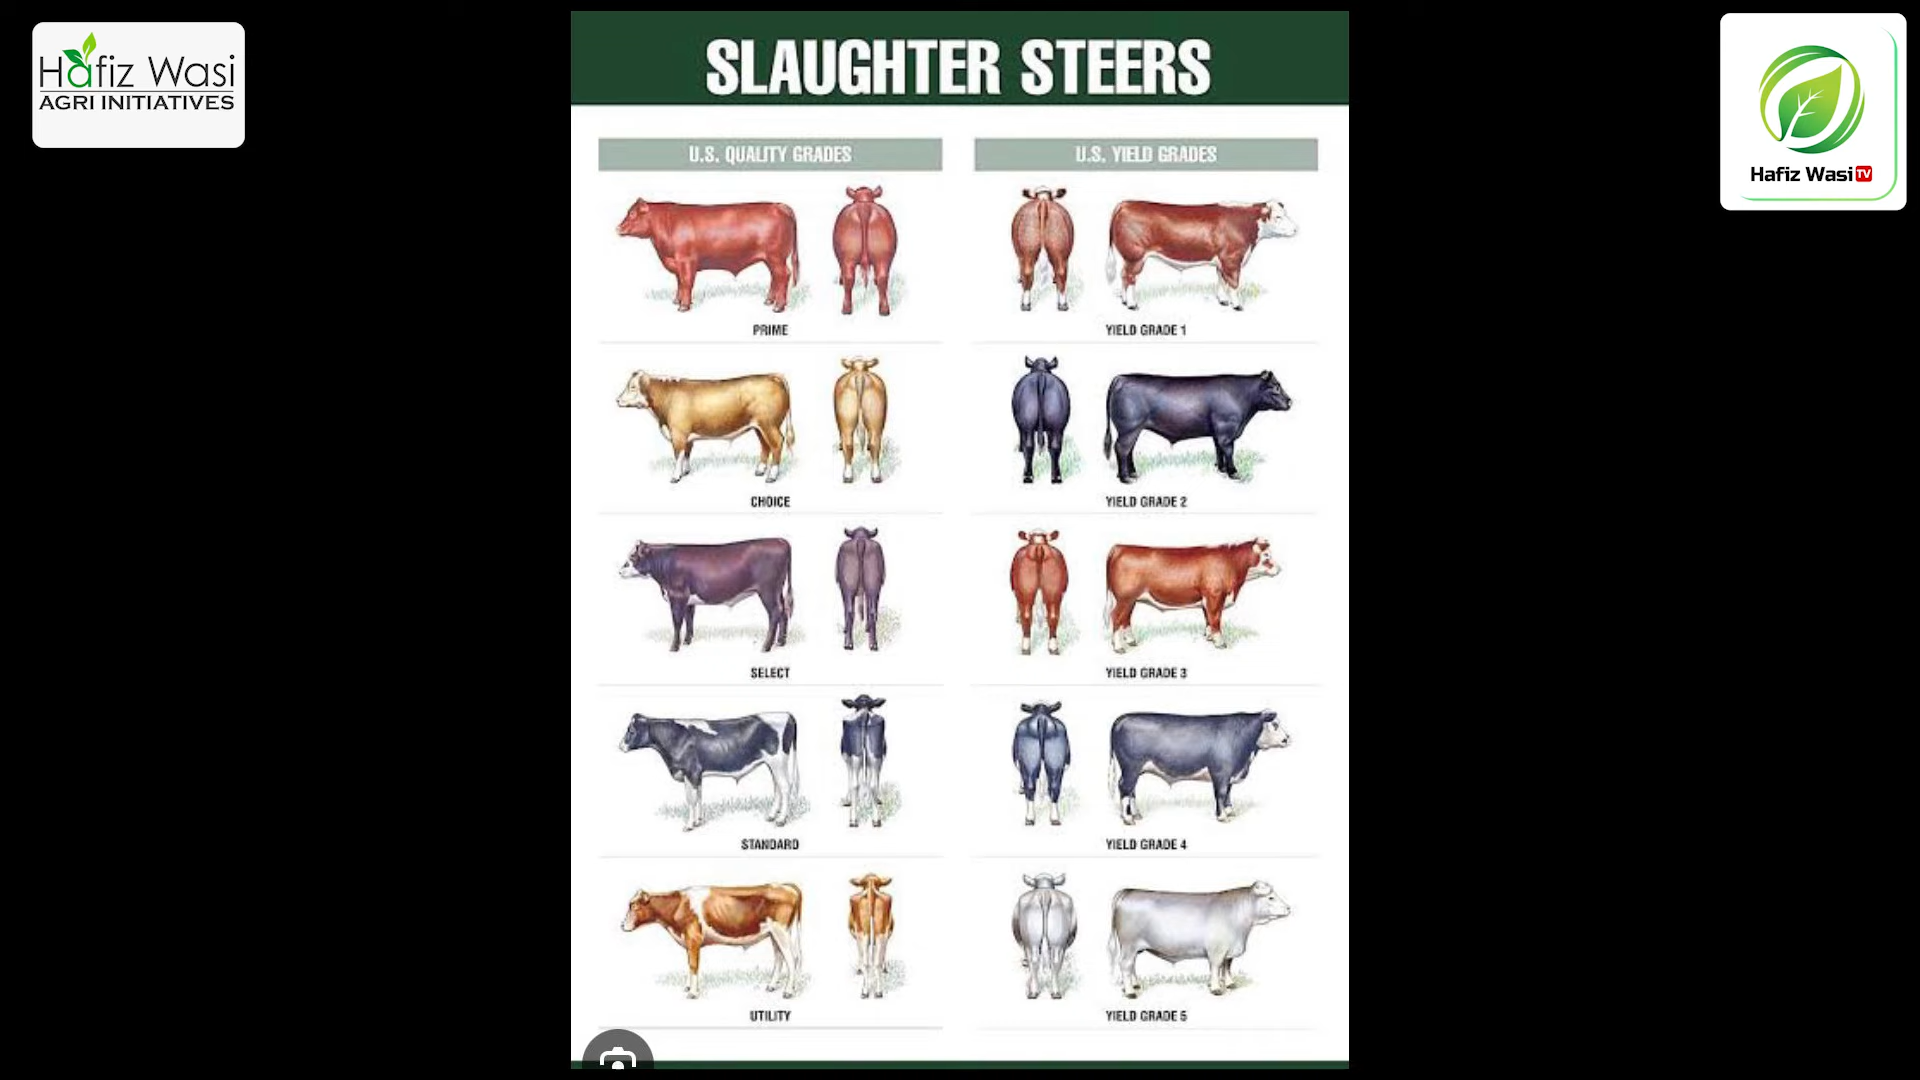 Hafiz Wasi
AGRI INITIATIVES
SLAUGHTER STEERS
Hafiz Wasi TV
U.S. QUALITY GRADES
U.S. YIELD GRADES
PRIME
YIELD GRADE 1
CHOICE
YIELD GRADE 2
SELECT
YIELD GRADE 3
STANDARD
YIELD GRADE 4
UTILITY
YIELD GRADE 5